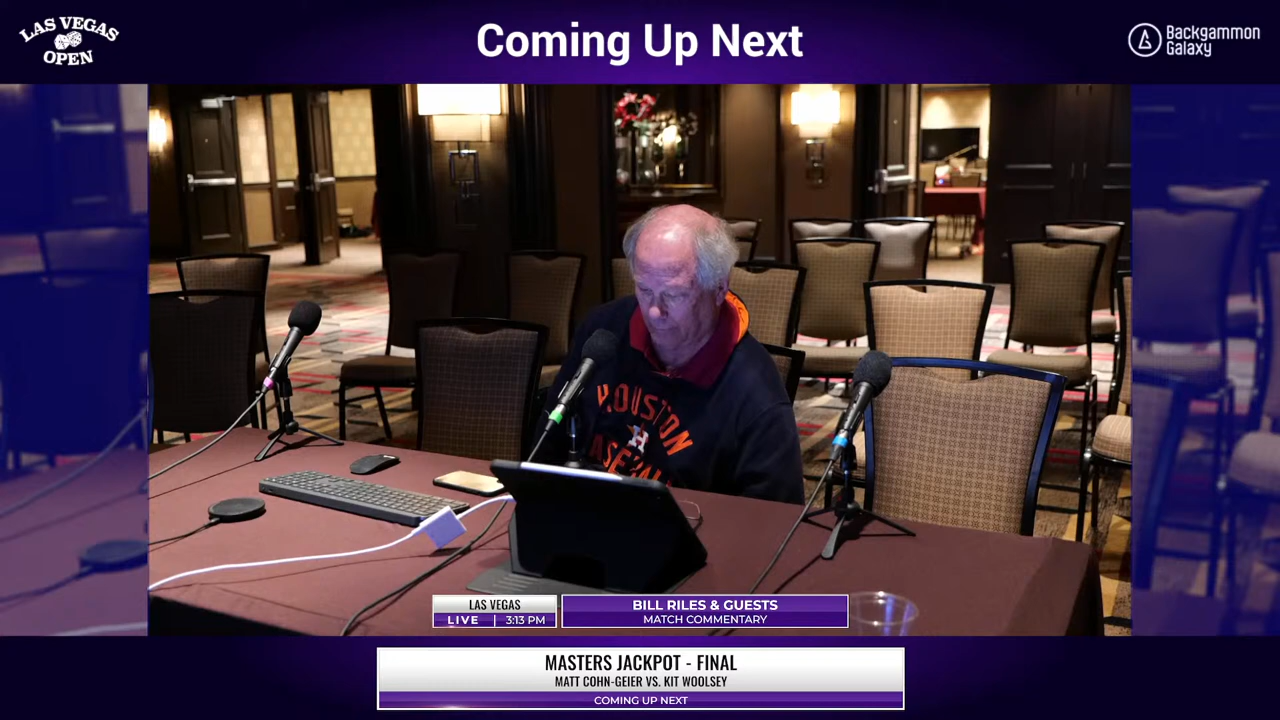 LAS VEGAS
OPEN
Coming Up Next
Backgammon
Galaxy
HOUSTON
H
LAS VEGAS
LIVE | 3:13 PM
BILL RILES & GUESTS
MATCH COMMENTARY
MASTERS JACKPOT - FINAL
MATT COHN-GEIER VS. KIT WOOLSEY
COMING UP NEXT